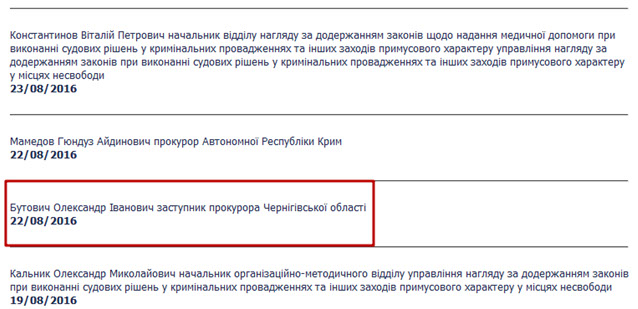 Константинов Віталій Петрович начальник відділу нагляду за додержанням законів щодо надання медичної допомоги при
виконанні судових рішень у кримінальних провадженнях та інших заходів примусового характеру управління нагляду за
додержанням законів при виконанні судових рішень у кримінальних провадженнях та інших заходів примусового характеру
у місцях несвободи
23/08/2016
Мамедов Гюндуз Айдинович прокурор Автономної Республіки Крим
22/08/2016
Бутович Олександр Іванович заступник прокурора Чернігівської області
22/08/2016
Кальник Олександр Миколайович начальник організаційно-методичного відділу управління нагляду за додержанням законів
при виконанні судових рішень у кримінальних провадженнях та інших заходів примусового характеру у місцях несвободи
19/08/2016